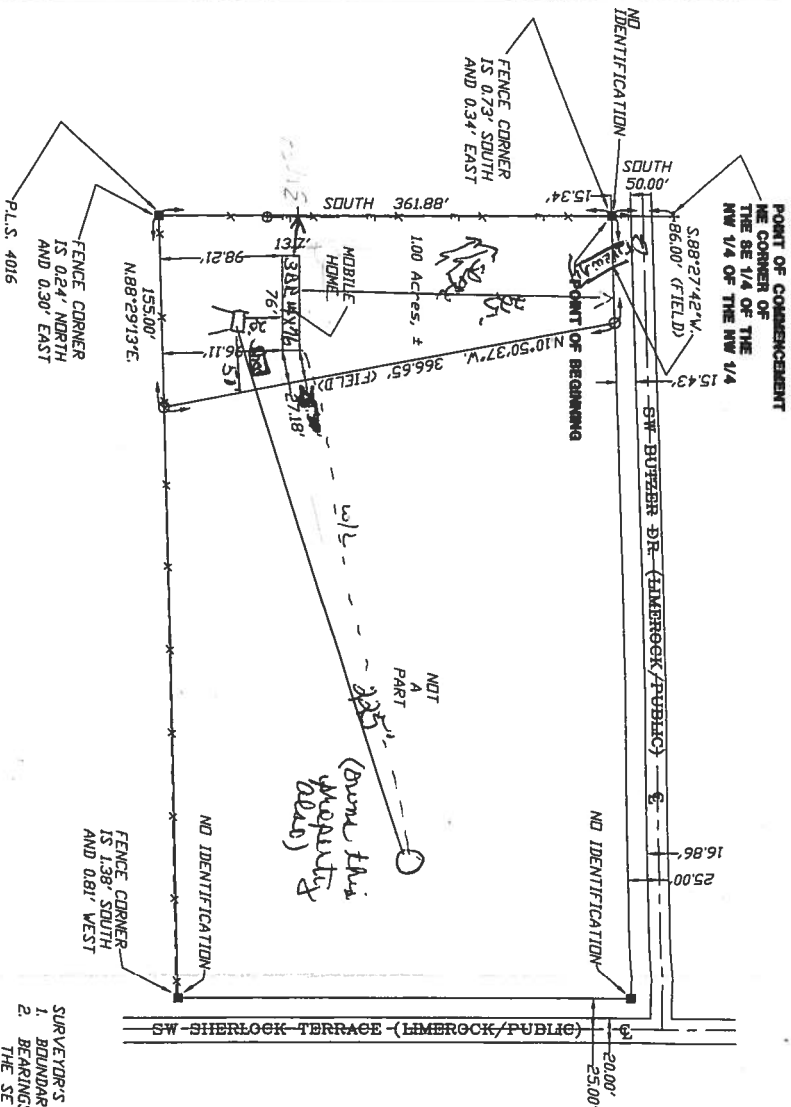 POINT OF COMMENCEMENT
NE CORNER OF
THE SE 1/4 OF THE
NW 1/4 OF THE NW 1/4
NO
IDENTIFICATION
SOUTH
50.00'
S.88°27'42"W.
86.00' (FIELD)
15.43'
SW BUTZER DR. (LIMEROCK/PUBLIC)
16.86'
25.00'
FENCE CORNER
IS 0.73' SOUTH
AND 0.34' EAST
15.34'
POINT OF BEGINNING
SOUTH 361.88'
1.00 Acres, ±
N.10°50'37"W. 366.65' (FIELD)
MOBILE
HOME
13.7'
76'
98.21'
96.11'
27.18'
20'
50
w/L
225'
NOT
A
PART
(owns this
property
also)
155.00'
N.88°29'13"E.
FENCE CORNER
IS 0.24' NORTH
AND 0.30' EAST
P.L.S. 4016
NO IDENTIFICATION
NO IDENTIFICATION
FENCE CORNER
IS 1.38' SOUTH
AND 0.81' WEST
SW SHERLOCK TERRACE (LIMEROCK/PUBLIC)
20.00'
25.00'
SURVEYOR'S
1. BOUNDAR
2. BEARINGS
THE SE